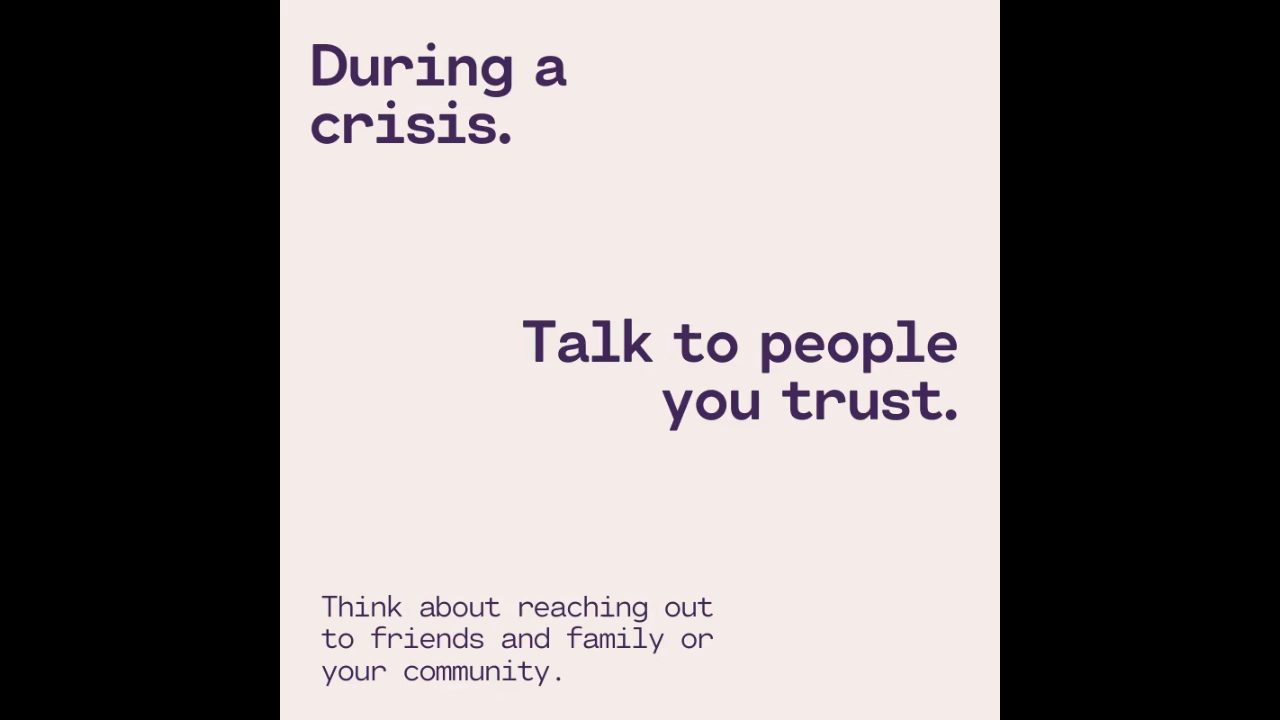 During a
crisis.
Talk to people
you trust.
Think about reaching out
to friends and family or
your community.